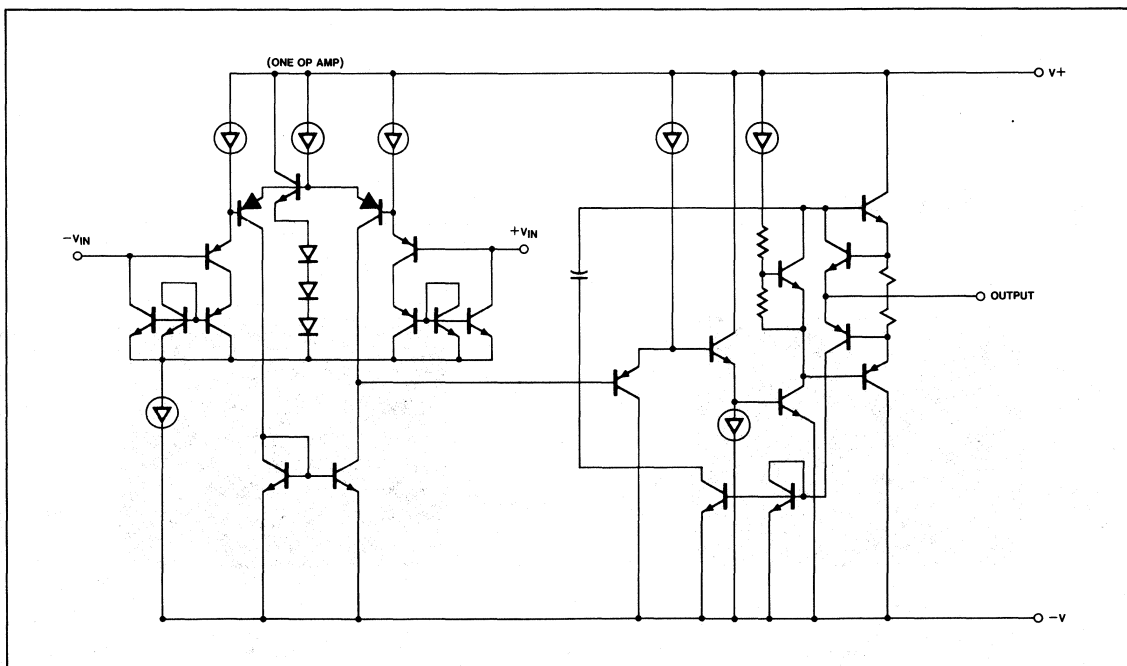 (ONE OP AMP)
V+
-VIN
+VIN
OUTPUT
-V